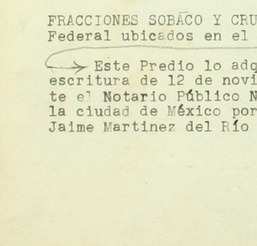 FRACCIONES SOBACO Y CRU
Federal ubicados en el
Este Predio lo adq
escritura de 12 de novi
te el Notario Público N
la ciudad de México por
Jaime Martinez del Río